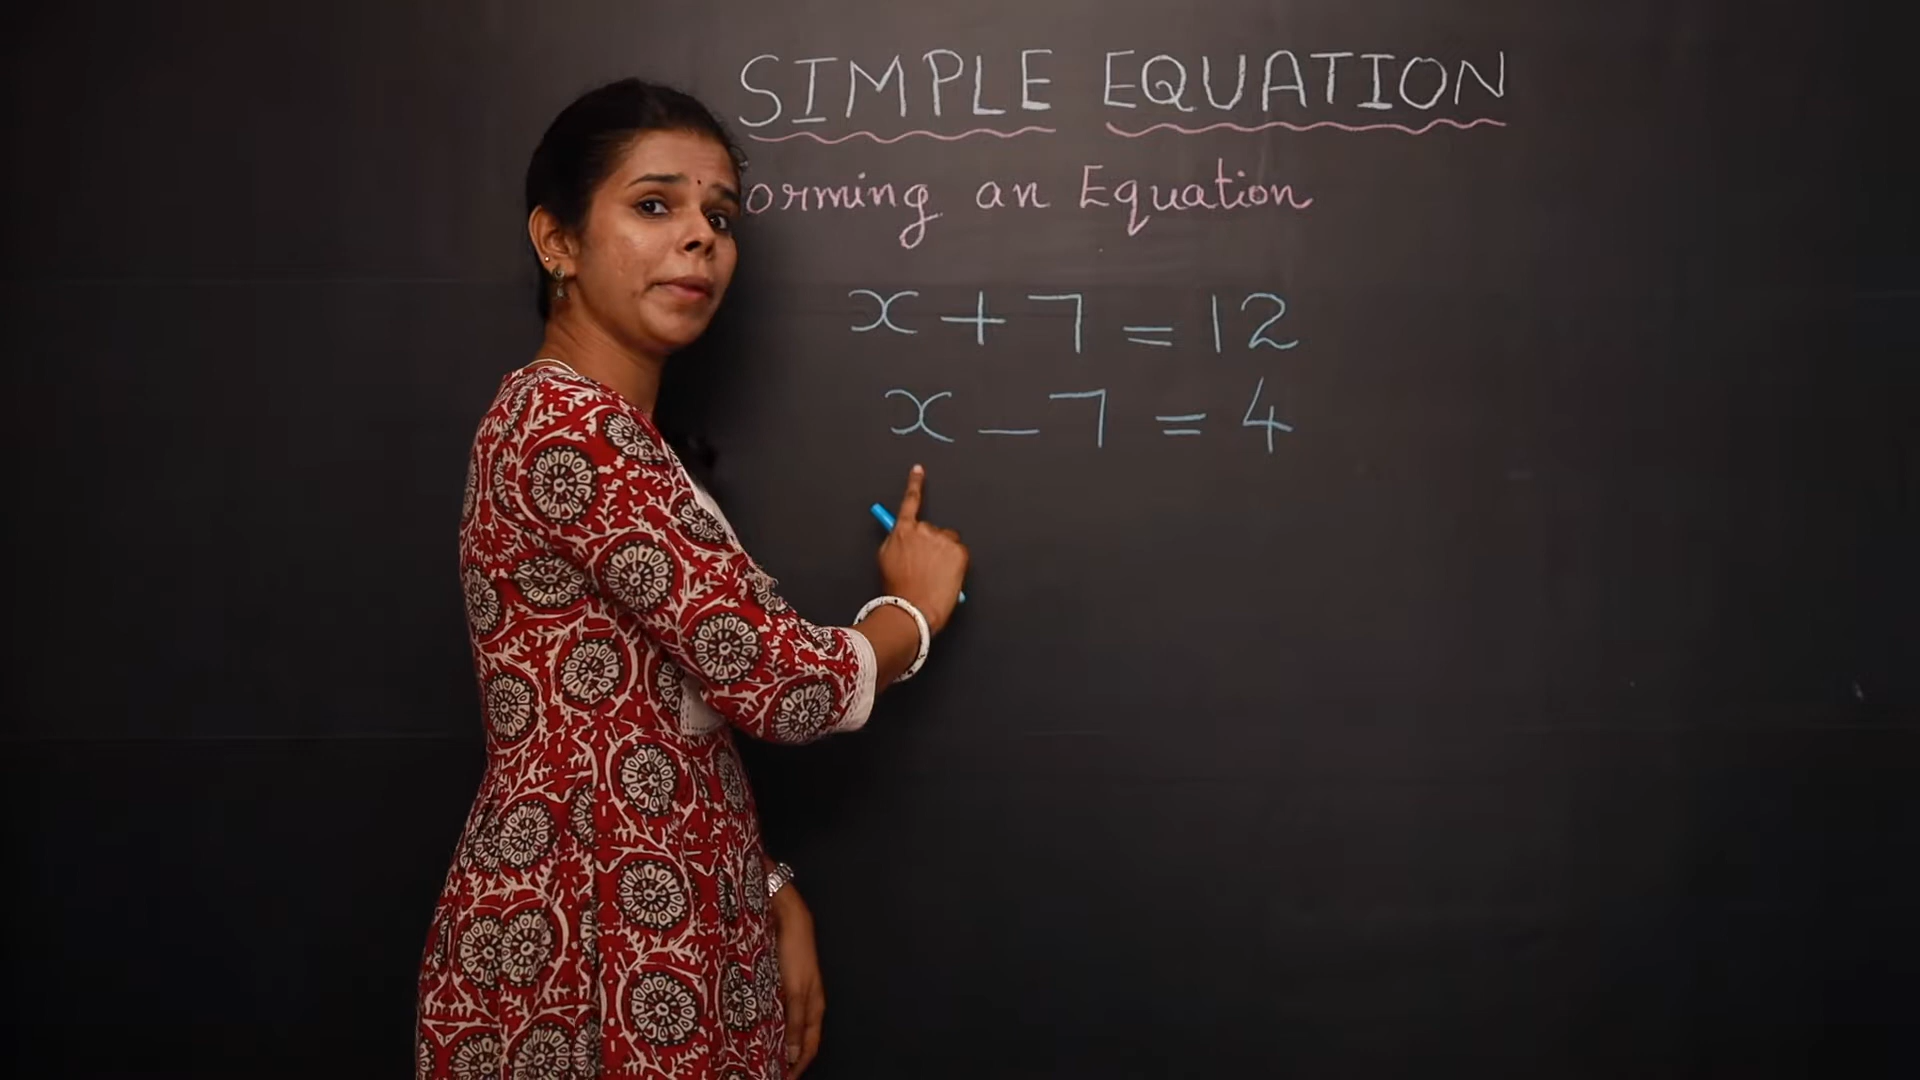 SIMPLE EQUATION
orming an Equation
x + 7 = 12
x - 7 = 4